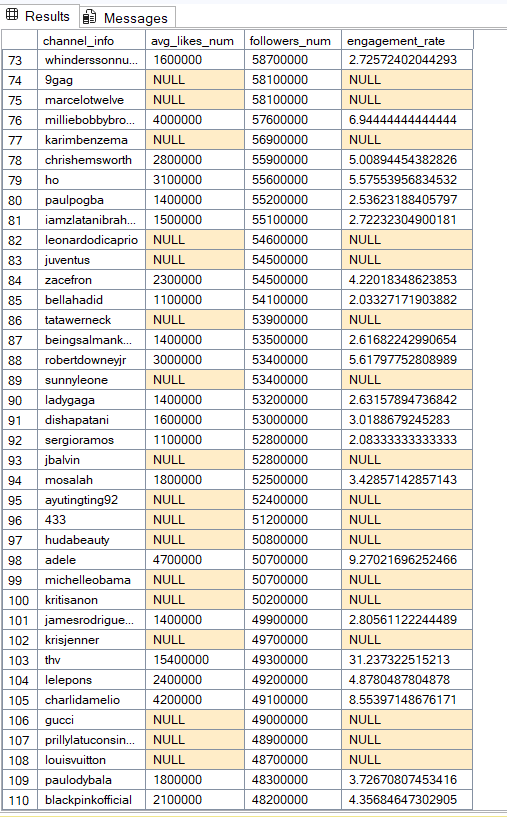 Results Messages
channel_info avg_likes_num followers_num engagement_rate
73 whinderssonnu... 1600000 58700000 2.72572402044293
74 9gag NULL 58100000 NULL
75 marcelotwelve NULL 58100000 NULL
76 milliebobbybro... 4000000 57600000 6.94444444444444
77 karimbenzema NULL 56900000 NULL
78 chrishemsworth 2800000 55900000 5.00894454382826
79 ho 3100000 55600000 5.57553956834532
80 paulpogba 1400000 55200000 2.53623188405797
81 iamzlatanibrah... 1500000 55100000 2.72232304900181
82 leonardodicaprio NULL 54600000 NULL
83 juventus NULL 54500000 NULL
84 zacefron 2300000 54500000 4.22018348623853
85 bellahadid 1100000 54100000 2.03327171903882
86 tatawerneck NULL 53900000 NULL
87 beingsalmank... 1400000 53500000 2.61682242990654
88 robertdowneyjr 3000000 53400000 5.61797752808989
89 sunnyleone NULL 53400000 NULL
90 ladygaga 1400000 53200000 2.63157894736842
91 dishapatani 1600000 53000000 3.0188679245283
92 sergioramos 1100000 52800000 2.08333333333333
93 jbalvin NULL 52800000 NULL
94 mosalah 1800000 52500000 3.42857142857143
95 ayutingting92 NULL 52400000 NULL
96 433 NULL 51200000 NULL
97 hudabeauty NULL 50800000 NULL
98 adele 4700000 50700000 9.27021696252466
99 michelleobama NULL 50700000 NULL
100 kritisanon NULL 50200000 NULL
101 jamesrodrigue... 1400000 49900000 2.80561122244489
102 krisjenner NULL 49700000 NULL
103 thv 15400000 49300000 31.237322515213
104 lelepons 2400000 49200000 4.8780487804878
105 charlidamelio 4200000 49100000 8.55397148676171
106 gucci NULL 49000000 NULL
107 prillylatuconsin... NULL 48900000 NULL
108 louisvuitton NULL 48700000 NULL
109 paulodybala 1800000 48300000 3.72670807453416
110 blackpinkofficial 2100000 48200000 4.35684647302905